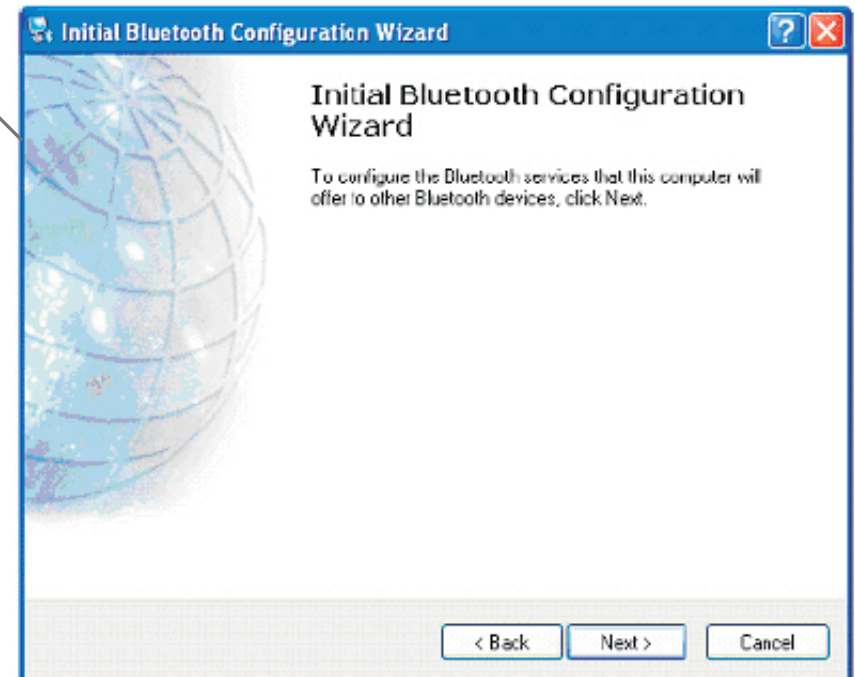 Initial Bluetooth Configuration Wizard
Initial Bluetooth Configuration
Wizard
To configure the Bluetooth services that this computer will
offer to other Bluetooth devices, click Next.
< Back
Next >
Cancel